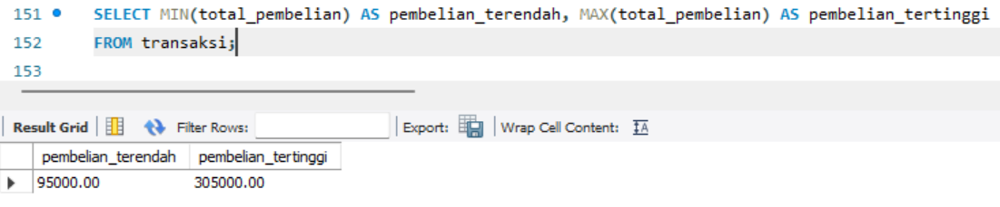 151 SELECT MIN(total_pembelian) AS pembelian_terendah, MAX(total_pembelian) AS pembelian_tertinggi
152 FROM transaksi;
153
Result Grid Filter Rows: Export: Wrap Cell Content: IA
pembelian_terendah pembelian_tertinggi
95000.00 305000.00